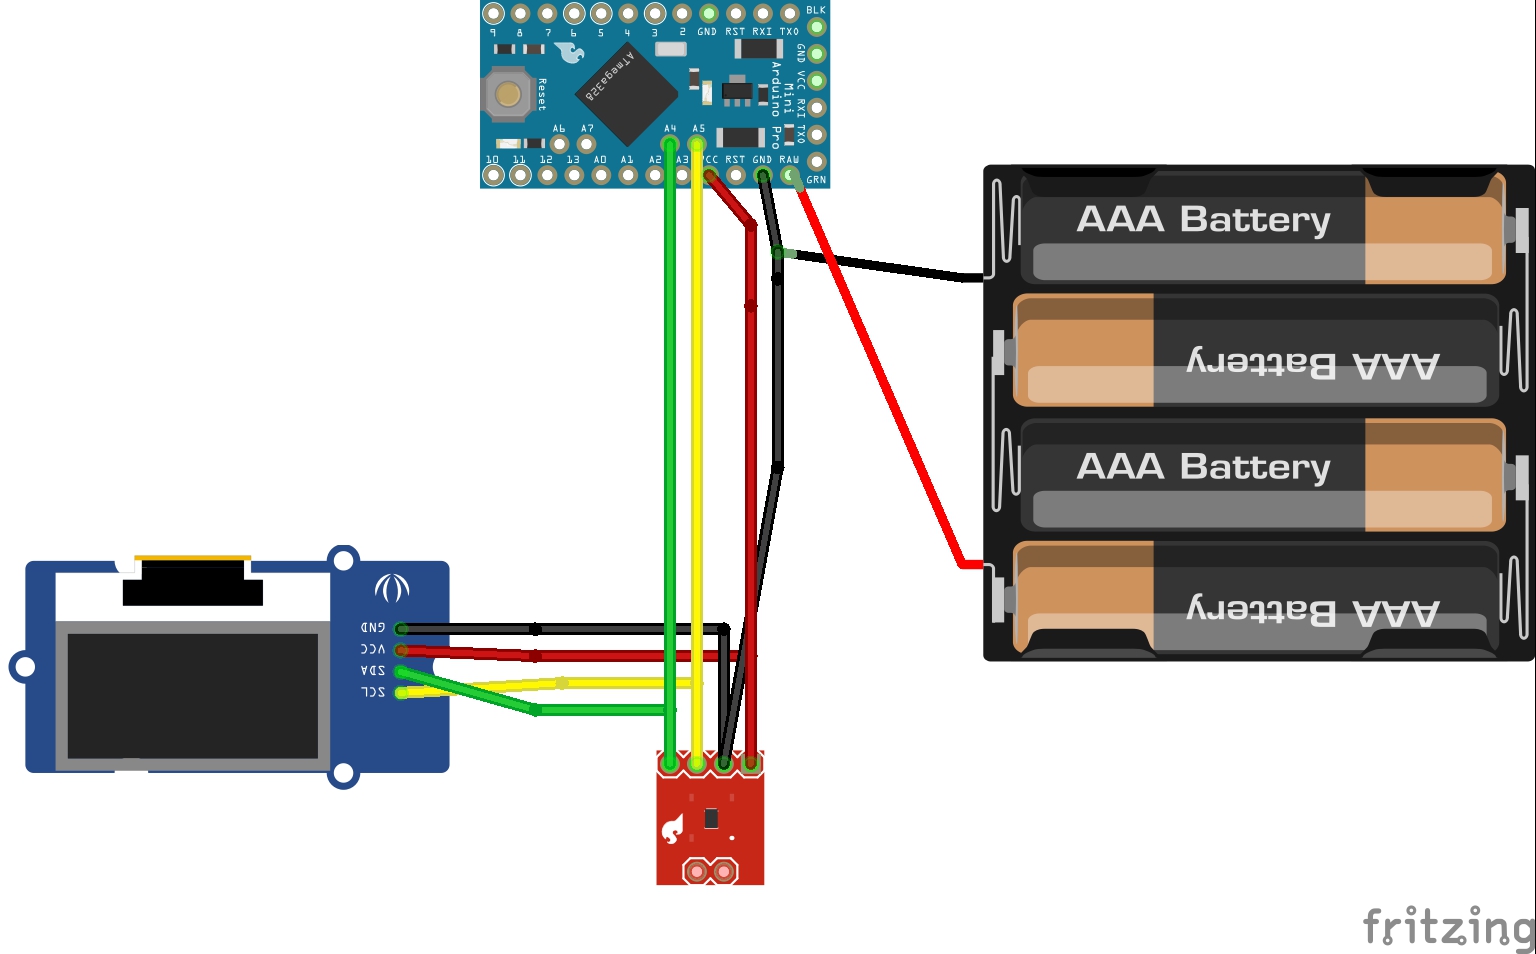 BLK
9 8 7 6 5 4 3 2 GND RST RXI TXO
GND VCC RXI TXO
GRN
ATmega328
Arduino
Mini
Pro
Reset
A6 A7 A4 A5
10 11 12 13 A0 A1 A2 A3 VCC RST GND RAW
AAA Battery
AAA Battery
AAA Battery
AAA Battery
GND
VCC
SDA
SCL
fritzing